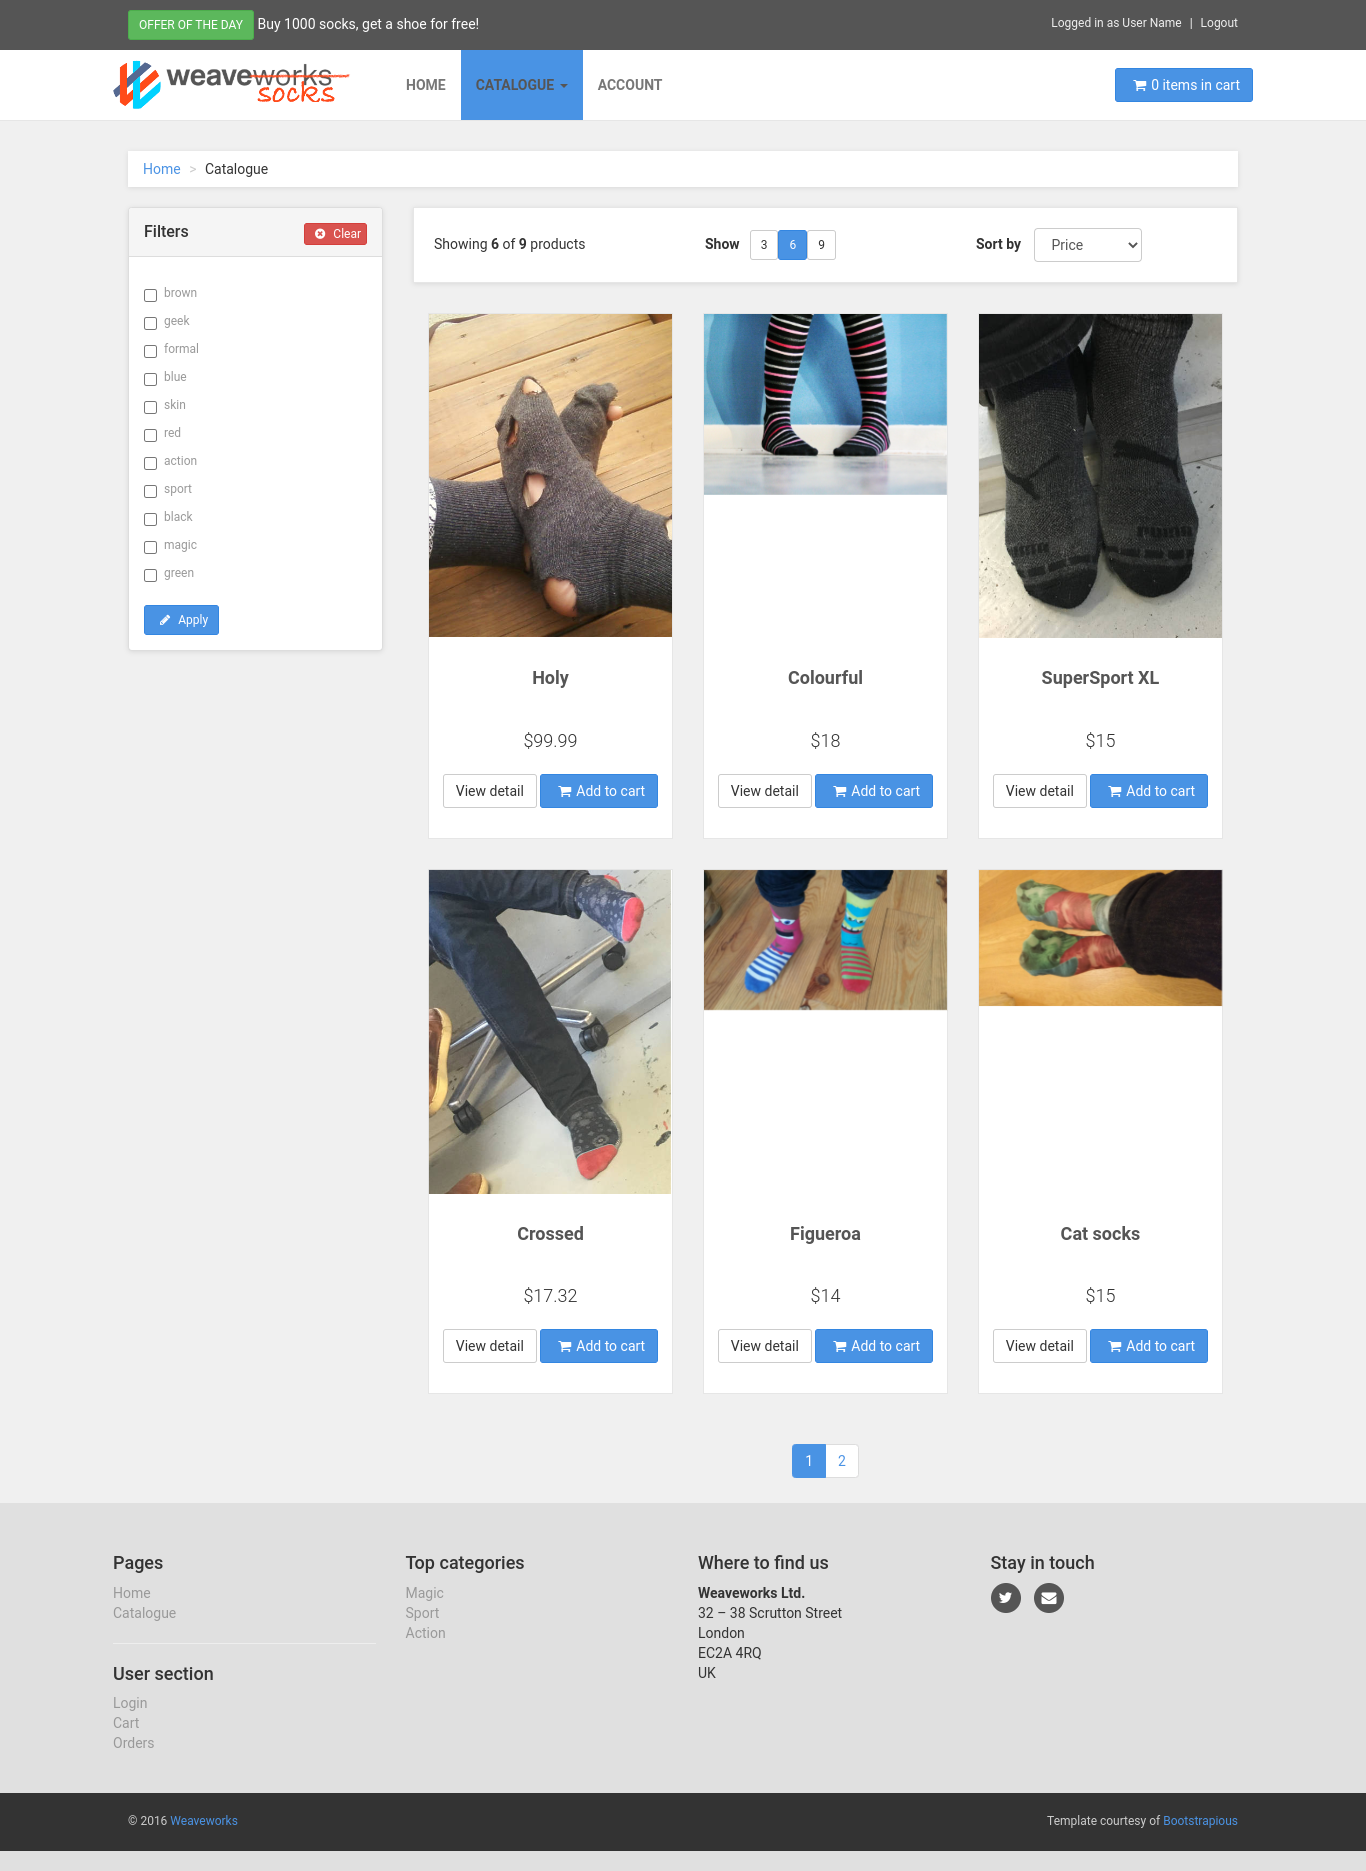 OFFER OF THE DAY Buy 1000 socks, get a shoe for free!
Logged in as User Name | Logout
weaveworks
socks
HOME CATALOGUE ACCOUNT
0 items in cart
Home > Catalogue
Filters
Clear
brown
geek
formal
blue
skin
red
action
sport
black
magic
green
Apply
Showing 6 of 9 products
Show 3 6 9
Sort by Price
Holy
$99.99
View detail Add to cart
Colourful
$18
View detail Add to cart
SuperSport XL
$15
View detail Add to cart
Crossed
$17.32
View detail Add to cart
Figueroa
$14
View detail Add to cart
Cat socks
$15
View detail Add to cart
1 2
Pages
Home
Catalogue
User section
Login
Cart
Orders
Top categories
Magic
Sport
Action
Where to find us
Weaveworks Ltd.
32 – 38 Scrutton Street
London
EC2A 4RQ
UK
Stay in touch
© 2016 Weaveworks
Template courtesy of Bootstrapious